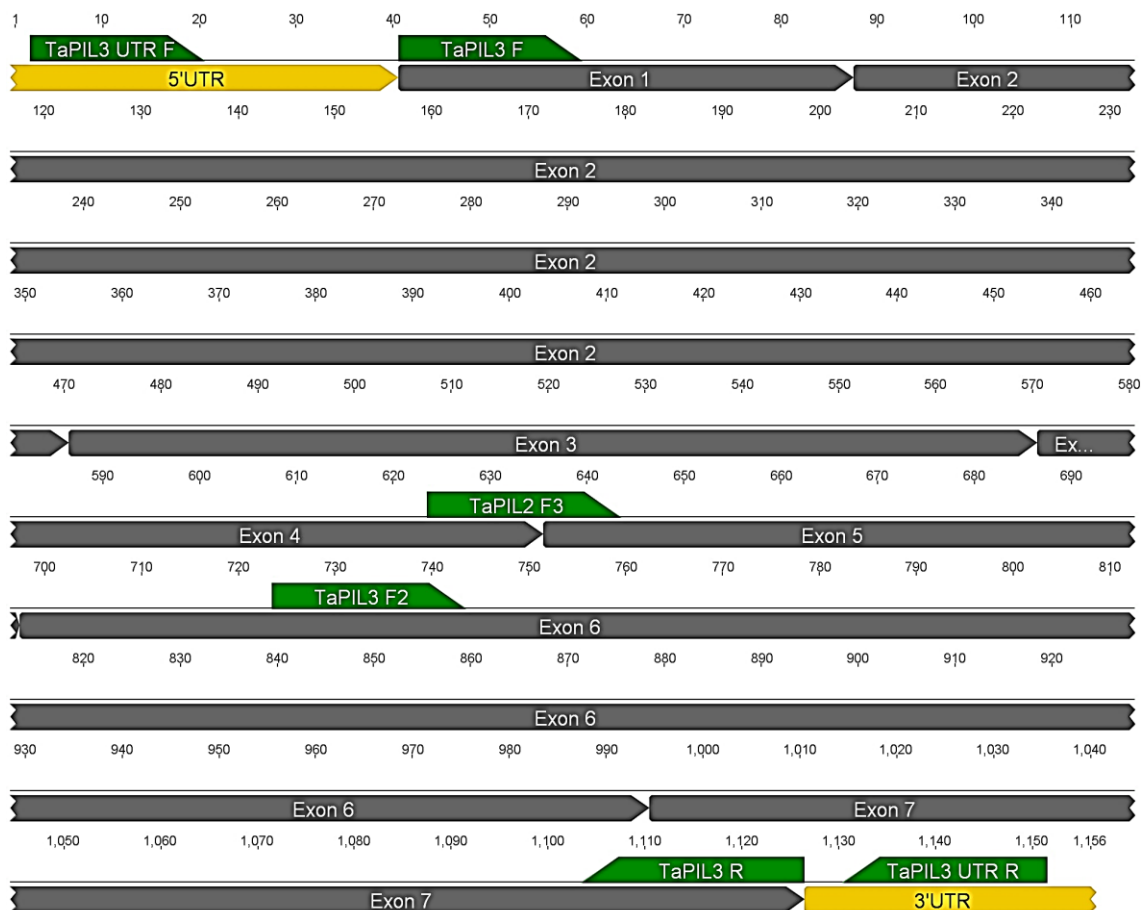 1 10 20 30 40 50 60 70 80 90 100 110
TaPIL3 UTR F TaPIL3 F
5'UTR Exon 1 Exon 2
120 130 140 150 160 170 180 190 200 210 220 230
Exon 2
240 250 260 270 280 290 300 310 320 330 340
Exon 2
350 360 370 380 390 400 410 420 430 440 450 460
Exon 2
470 480 490 500 510 520 530 540 550 560 570 580
Exon 3 Ex...
590 600 610 620 630 640 650 660 670 680 690
TaPIL2 F3
Exon 4 Exon 5
700 710 720 730 740 750 760 770 780 790 800 810
TaPIL3 F2
Exon 6
820 830 840 850 860 870 880 890 900 910 920
Exon 6
930 940 950 960 970 980 990 1,000 1,010 1,020 1,030 1,040
Exon 6 Exon 7
1,050 1,060 1,070 1,080 1,090 1,100 1,110 1,120 1,130 1,140 1,150 1,156
TaPIL3 R TaPIL3 UTR R
Exon 7 3'UTR